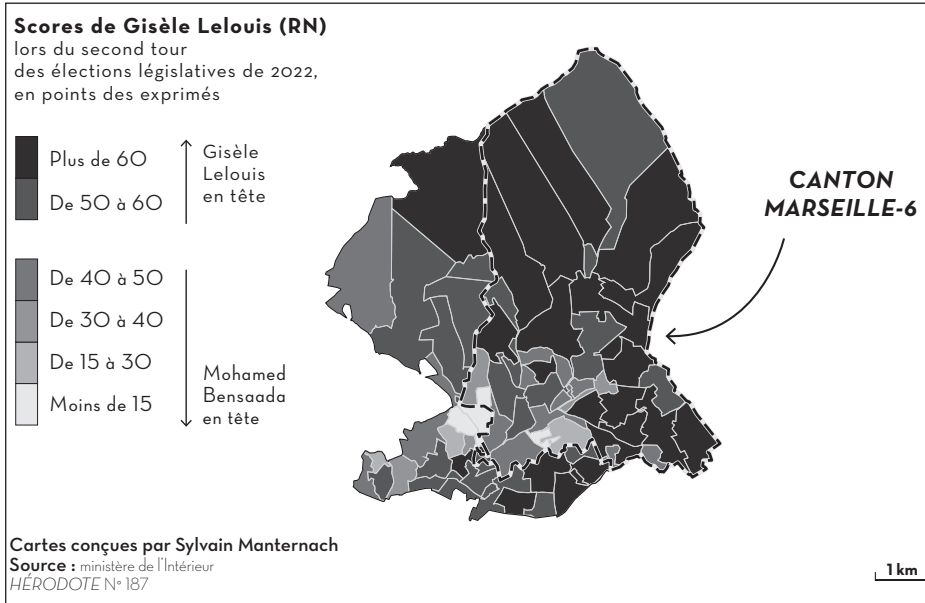 Scores de Gisèle Lelouis (RN)
lors du second tour
des élections législatives de 2022,
en points des exprimés
Plus de 60
De 50 à 60
Gisèle
Lelouis
en tête
De 40 à 50
De 30 à 40
De 15 à 30
Moins de 15
Mohamed
Bensaada
en tête
CANTON
MARSEILLE-6
Cartes conçues par Sylvain Manternach
Source : ministère de l'Intérieur
HÉRODOTE N° 187
1 km